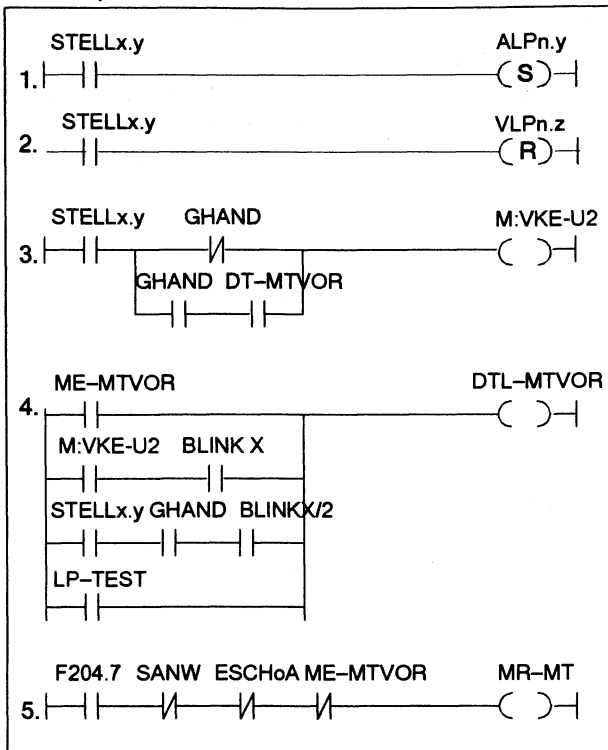 STELLx.y ALPn.y
1. S
STELLx.y VLPn.z
2. R
STELLx.y GHAND M:VKE-U2
3.
GHAND DT–MTVOR
ME–MTVOR DTL–MTVOR
4.
M:VKE-U2 BLINK X
STELLx.y GHAND BLINKX/2
LP–TEST
F204.7 SANW ESCHoA ME–MTVOR MR–MT
5.